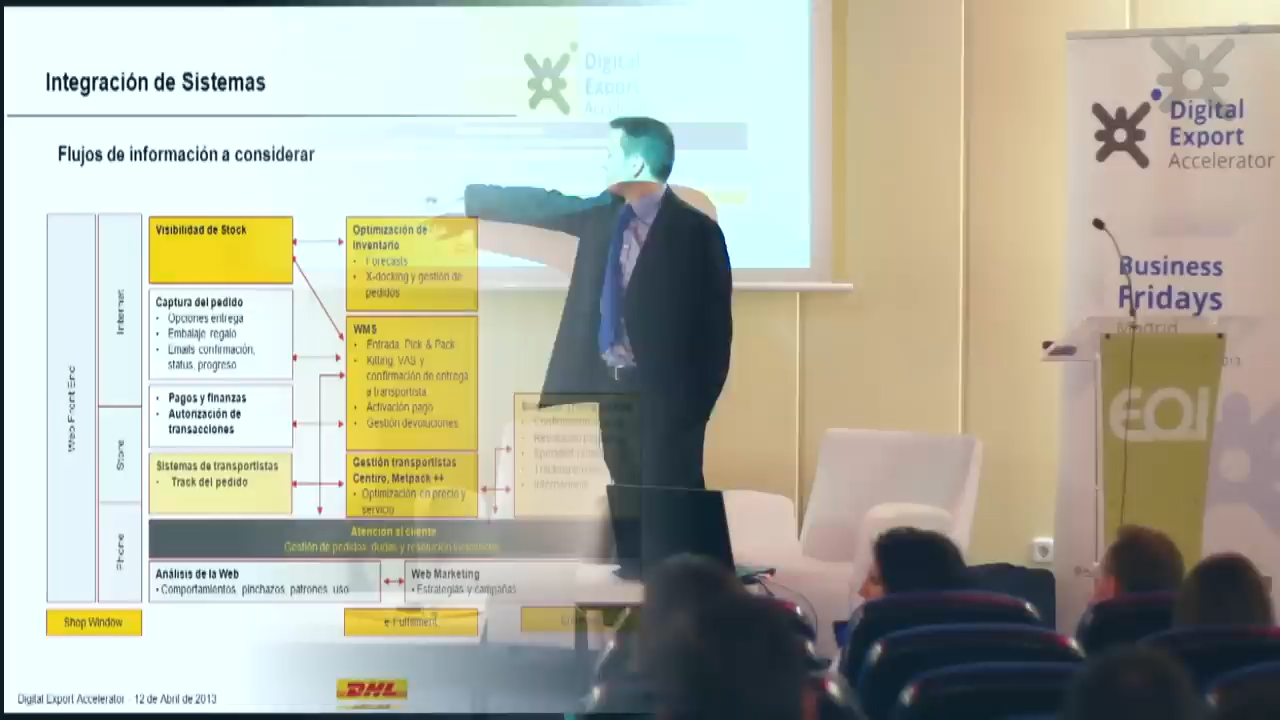 Integración de Sistemas
Flujos de información a considerar
Web Front End
Internet
Store
Phone
Visibilidad de Stock
Captura del pedido
• Opciones entrega
• Embalaje regalo
• Emails confirmación,
status, progreso
• Pagos y finanzas
• Autorización de
transacciones
Sistemas de transportistas
• Track del pedido
Optimización de
inventario
• Forecasts
• X-docking y gestión de
pedidos
WMS
• Entrada, Pick & Pack
• Kitting, VAS y
confirmación de entrega
a transportista
• Activación pago
• Gestión devoluciones
Gestión transportistas
Centiro, Metpack ++
• Optimización en precio y
servicio
Atención al cliente
Gestión de pedidos, dudas y resolución
Análisis de la Web
• Comportamientos, pinchazos, patrones, uso
Web Marketing
• Estrategias y campañas
Shop Window
e-Fulfilment
Digital Export Accelerator - 12 de Abril de 2013
DHL
Digital
Export
Accelerator
Digital
Export
Accelerator
Business
Fridays
Madrid
EOI